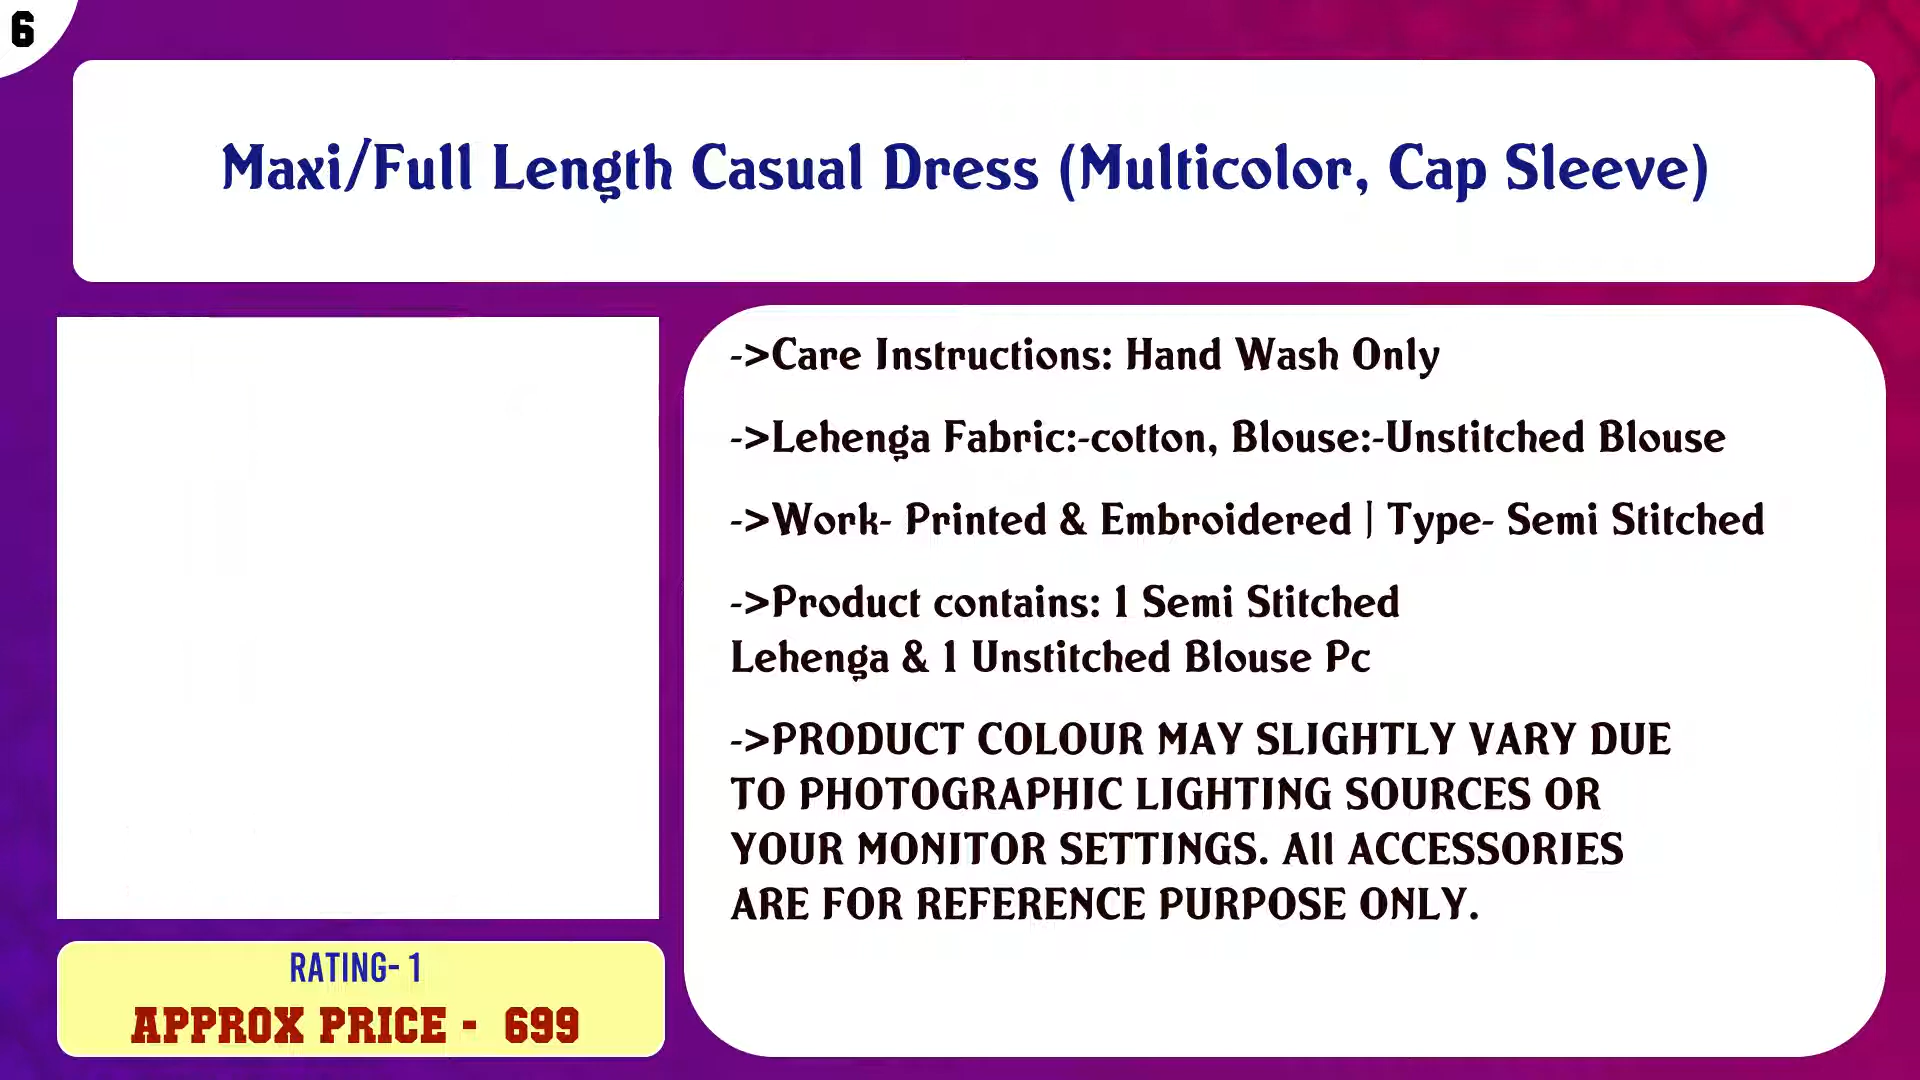 6
Maxi/Full Length Casual Dress (Multicolor, Cap Sleeve)
->Care Instructions: Hand Wash Only
->Lehenga Fabric:-cotton, Blouse:-Unstitched Blouse
->Work- Printed & Embroidered | Type- Semi Stitched
->Product contains: 1 Semi Stitched
Lehenga & 1 Unstitched Blouse Pc
->PRODUCT COLOUR MAY SLIGHTLY VARY DUE
TO PHOTOGRAPHIC LIGHTING SOURCES OR
YOUR MONITOR SETTINGS. All ACCESSORIES
ARE FOR REFERENCE PURPOSE ONLY.
RATING- 1
APPROX PRICE - 699